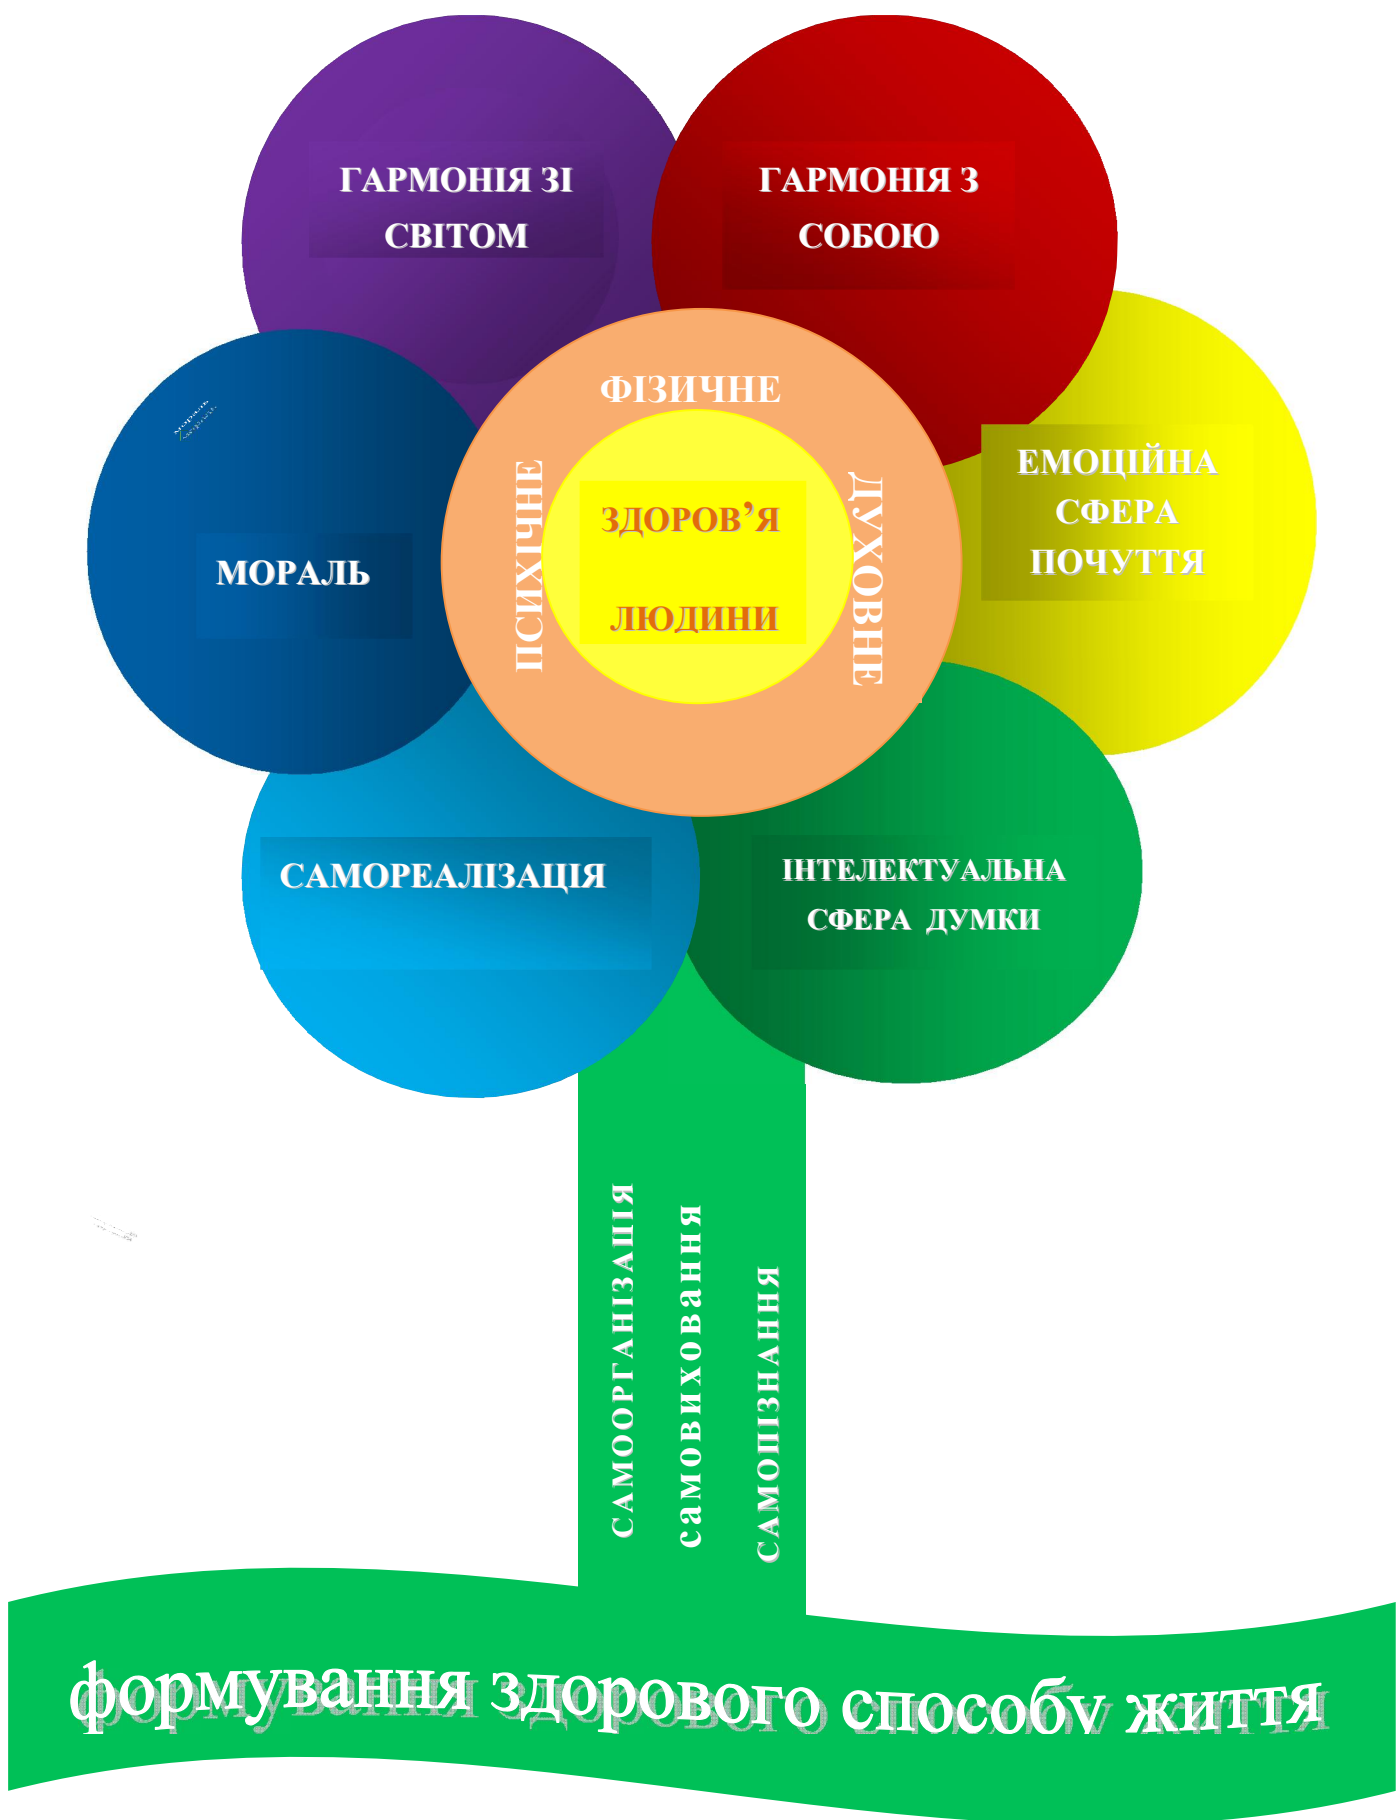 ГАРМОНІЯ ЗІ
СВІТОМ
ГАРМОНІЯ З
СОБОЮ
МОРАЛЬ
ФІЗИЧНЕ
ПСИХІЧНЕ
ДУХОВНЕ
ЗДОРОВ’Я
ЛЮДИНИ
ЕМОЦІЙНА
СФЕРА
ПОЧУТТЯ
мораль
САМОРЕАЛІЗАЦІЯ
ІНТЕЛЕКТУАЛЬНА
СФЕРА ДУМКИ
САМООРГАНІЗАЦІЯ
самовиховання
САМОПІЗНАННЯ
формування здорового способу життя